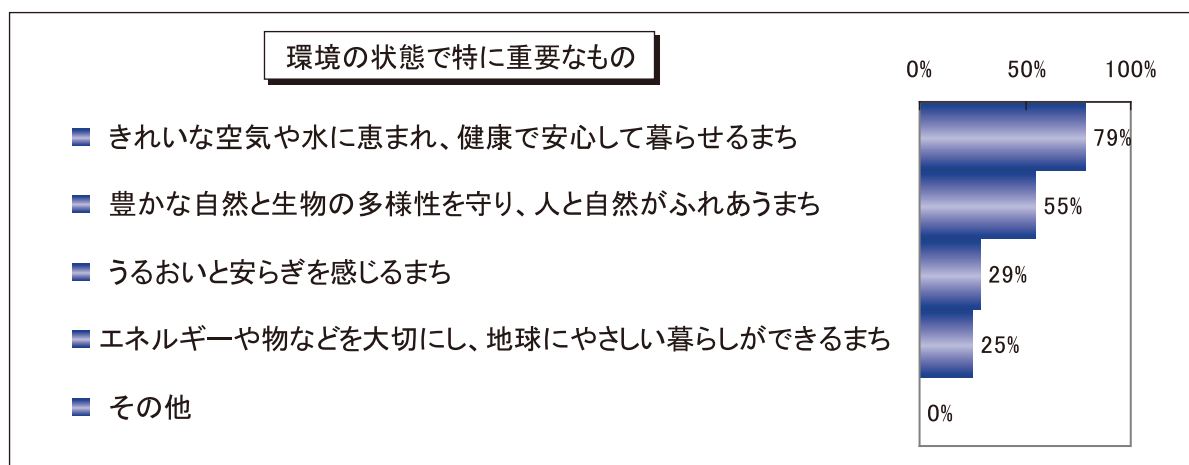 環境の状態で特に重要なもの
0% 50% 100%
きれいな空気や水に恵まれ、健康で安心して暮らせるまち 79%
豊かな自然と生物の多様性を守り、人と自然がふれあうまち 55%
うるおいと安らぎを感じるまち 29%
エネルギーや物などを大切にし、地球にやさしい暮らしができるまち 25%
その他 0%